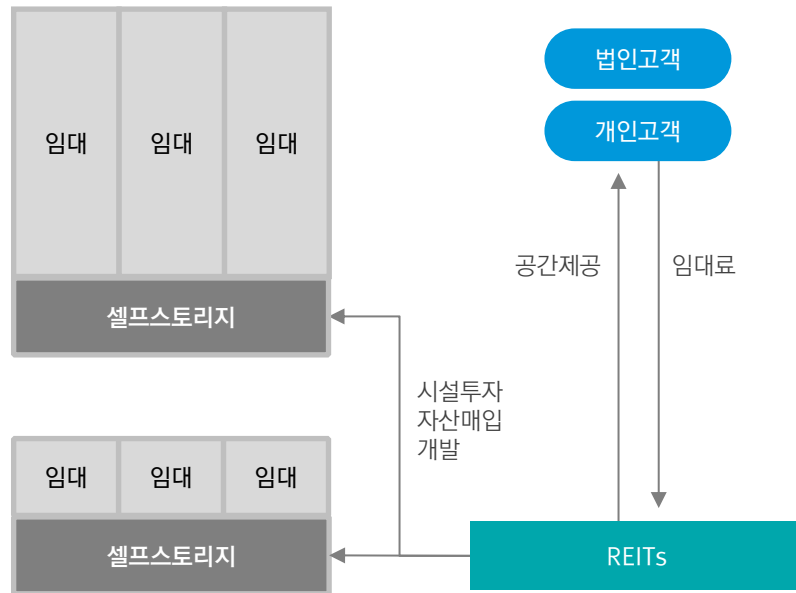 임대
임대
임대
셀프스토리지
임대
임대
임대
셀프스토리지
법인고객
개인고객
공간제공
임대료
시설투자
자산매입
개발
REITs